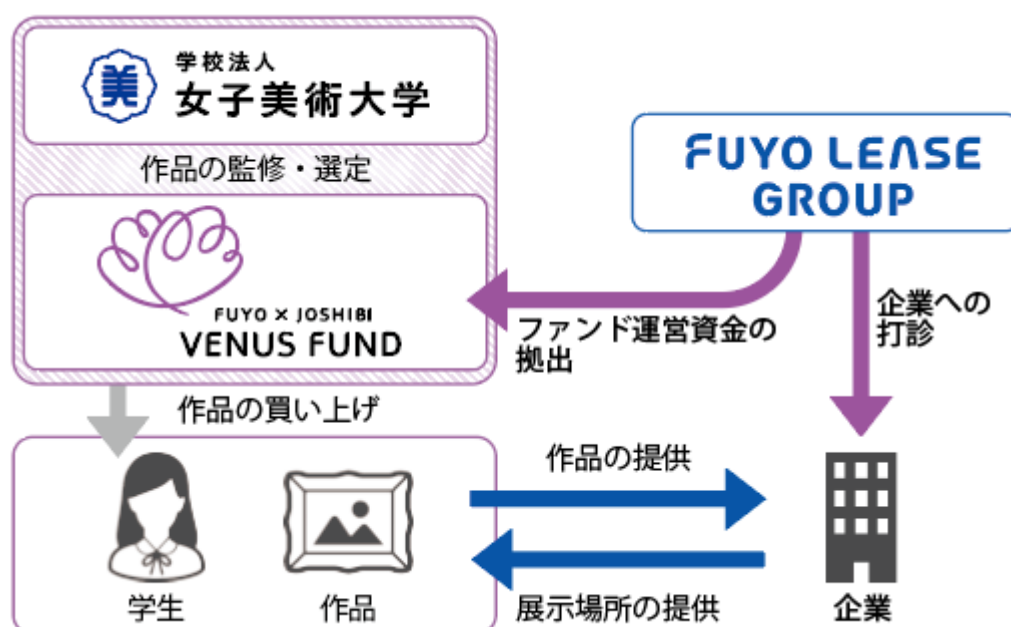 美
学校法人
女子美術大学
作品の監修・選定
FUYO × JOSHIBI
VENUS FUND
FUYO LEASE
GROUP
ファンド運営資金の
拠出
企業への
打診
作品の買い上げ
学生
作品
作品の提供
展示場所の提供
企業